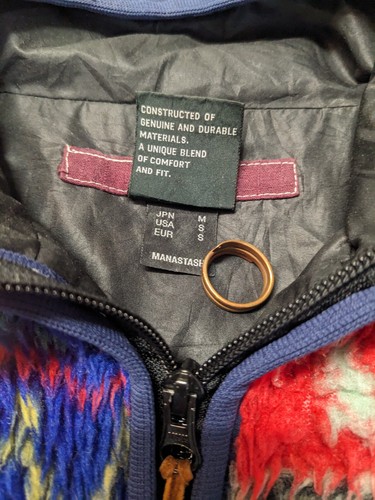 CONSTRUCTED OF
GENUINE AND DURABLE
MATERIALS.
A UNIQUE BLEND
OF COMFORT
AND FIT.
JPN M
USA S
EUR S
MANASTASH